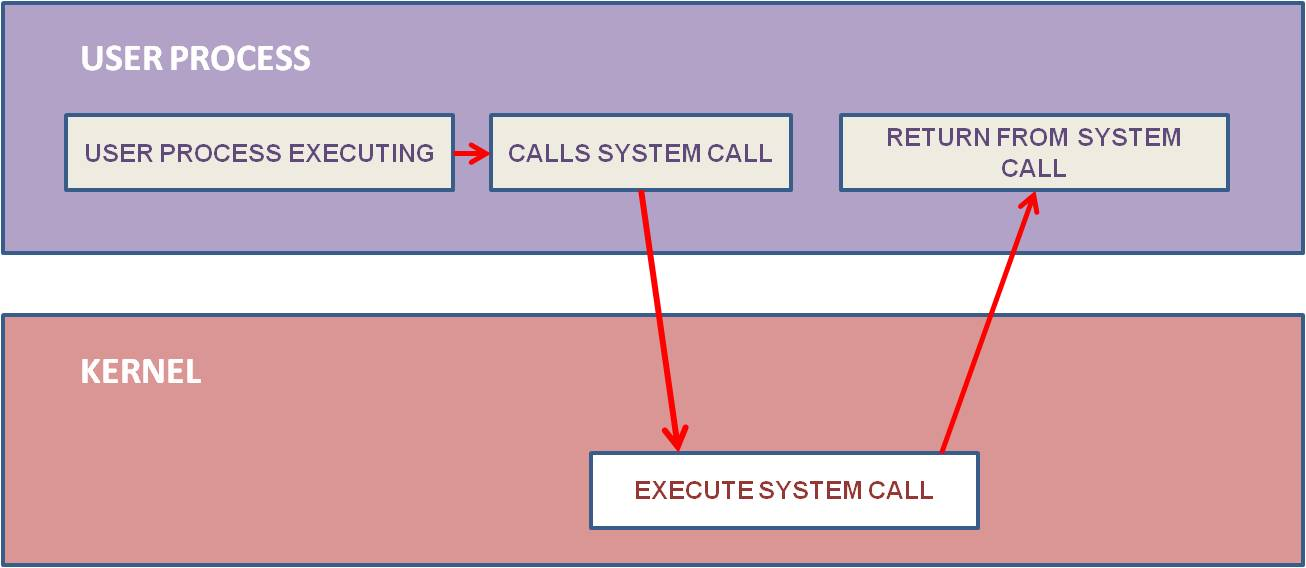 USER PROCESS
USER PROCESS EXECUTING
CALLS SYSTEM CALL
RETURN FROM SYSTEM
CALL
KERNEL
EXECUTE SYSTEM CALL